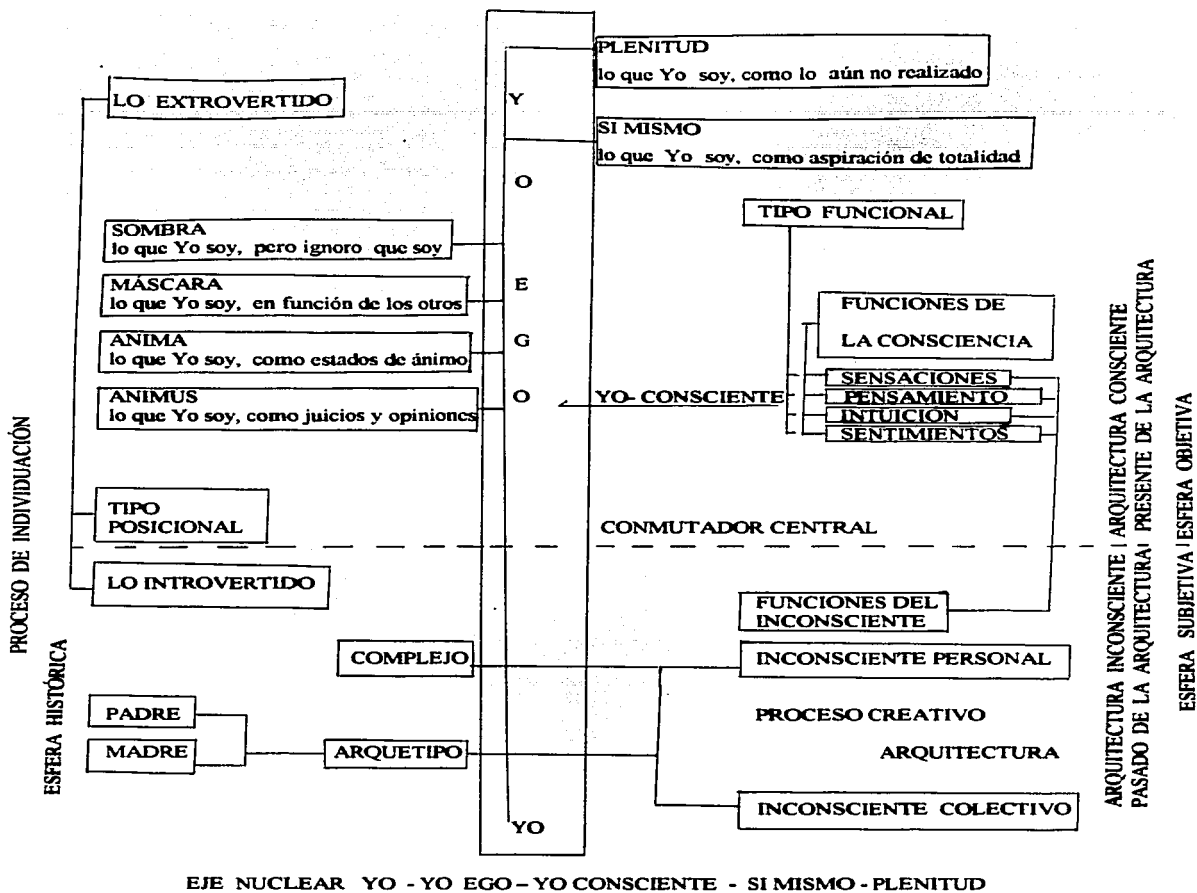 PLENITUD
lo que Yo soy, como lo aún no realizado
LO EXTROVERTIDO
Y
SI MISMO
lo que Yo soy, como aspiración de totalidad
O
TIPO FUNCIONAL
SOMBRA
lo que Yo soy, pero ignoro que soy
E
MÁSCARA
lo que Yo soy, en función de los otros
FUNCIONES DE
LA CONSCIENCIA
G
ANIMA
lo que Yo soy, como estados de ánimo
SENSACIONES
PENSAMIENTO
INTUICIÓN
SENTIMIENTOS
O
YO- CONSCIENTE
ANIMUS
lo que Yo soy, como juicios y opiniones
TIPO
POSICIONAL
CONMUTADOR CENTRAL
LO INTROVERTIDO
FUNCIONES DEL
INCONSCIENTE
COMPLEJO
INCONSCIENTE PERSONAL
PADRE
PROCESO CREATIVO
MADRE
ARQUETIPO
ARQUITECTURA
INCONSCIENTE COLECTIVO
YO
PROCESO DE INDIVIDUACIÓN
ESFERA HISTÓRICA
ARQUITECTURA INCONSCIENTE ARQUITECTURA CONSCIENTE
PASADO DE LA ARQUITECTURA PRESENTE DE LA ARQUITECTURA
ESFERA SUBJETIVA ESFERA OBJETIVA
EJE NUCLEAR YO - YO EGO – YO CONSCIENTE - SI MISMO - PLENITUD